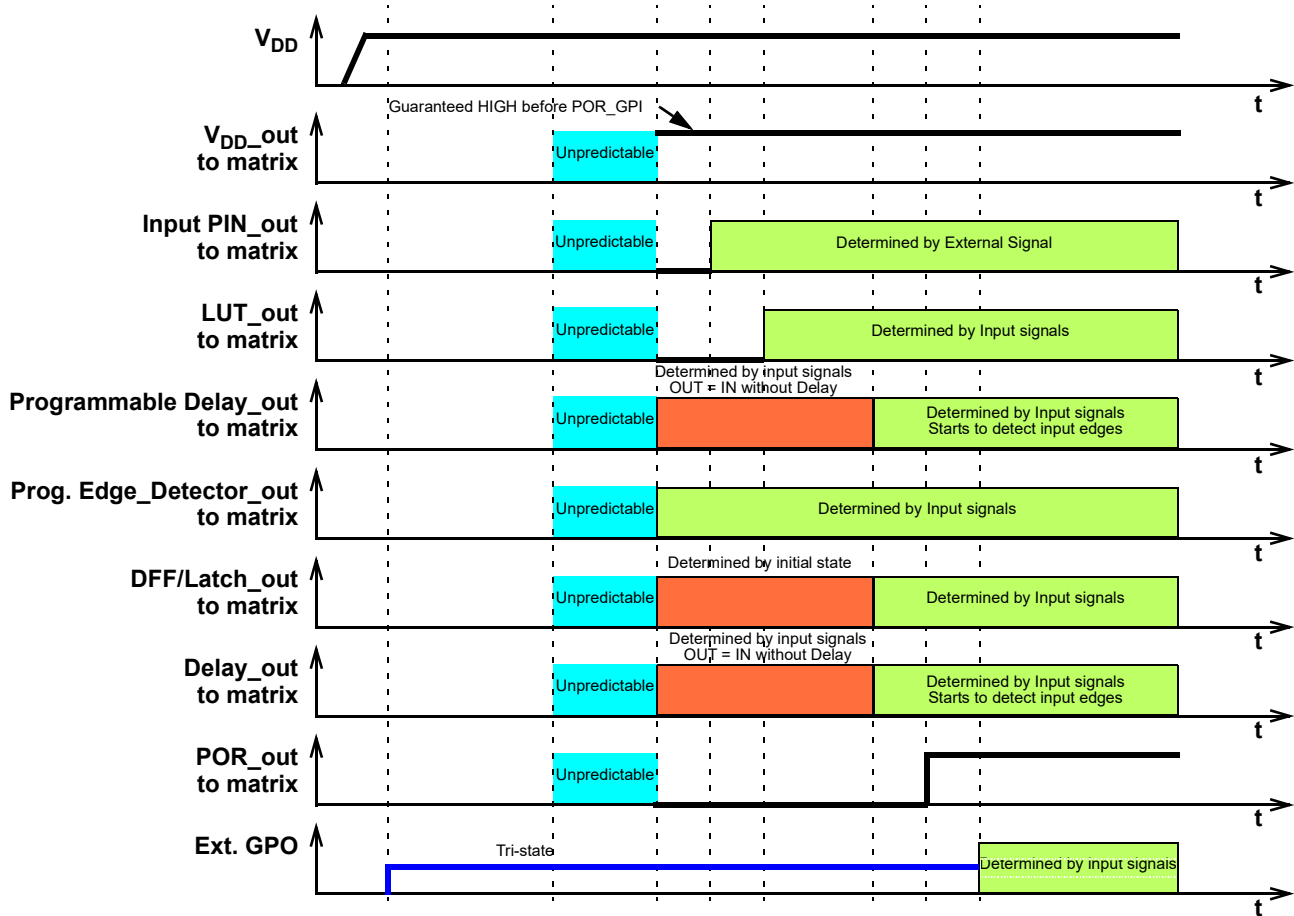 VDD
t
Guaranteed HIGH before POR_GPI
VDD_out
to matrix
Unpredictable
t
Input PIN_out
to matrix
Unpredictable
Determined by External Signal
t
LUT_out
to matrix
Unpredictable
Determined by Input signals
t
Determined by input signals
OUT = IN without Delay
Programmable Delay_out
to matrix
Unpredictable
Determined by Input signals
Starts to detect input edges
t
Prog. Edge_Detector_out
to matrix
Unpredictable
Determined by Input signals
t
Determined by initial state
DFF/Latch_out
to matrix
Unpredictable
Determined by Input signals
t
Determined by input signals
OUT = IN without Delay
Delay_out
to matrix
Unpredictable
Determined by Input signals
Starts to detect input edges
t
POR_out
to matrix
Unpredictable
t
Ext. GPO
Tri-state
Determined by input signals
t